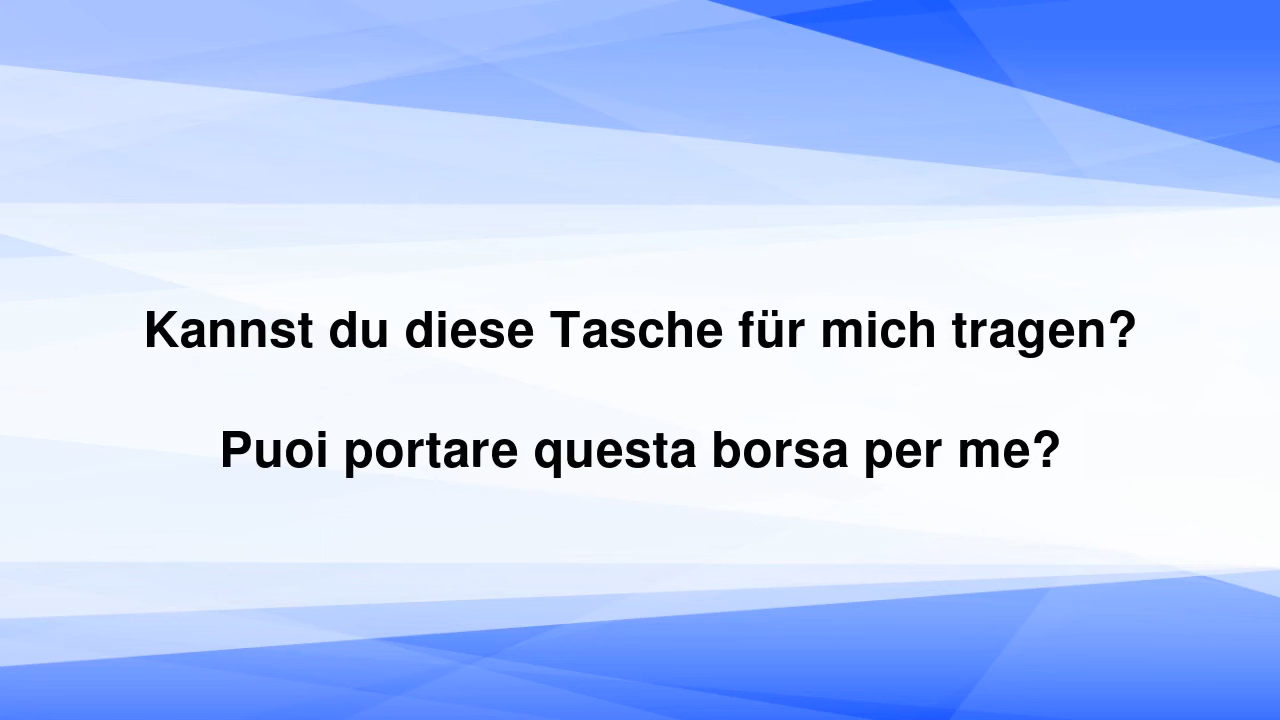 Kannst du diese Tasche für mich tragen?
Puoi portare questa borsa per me?